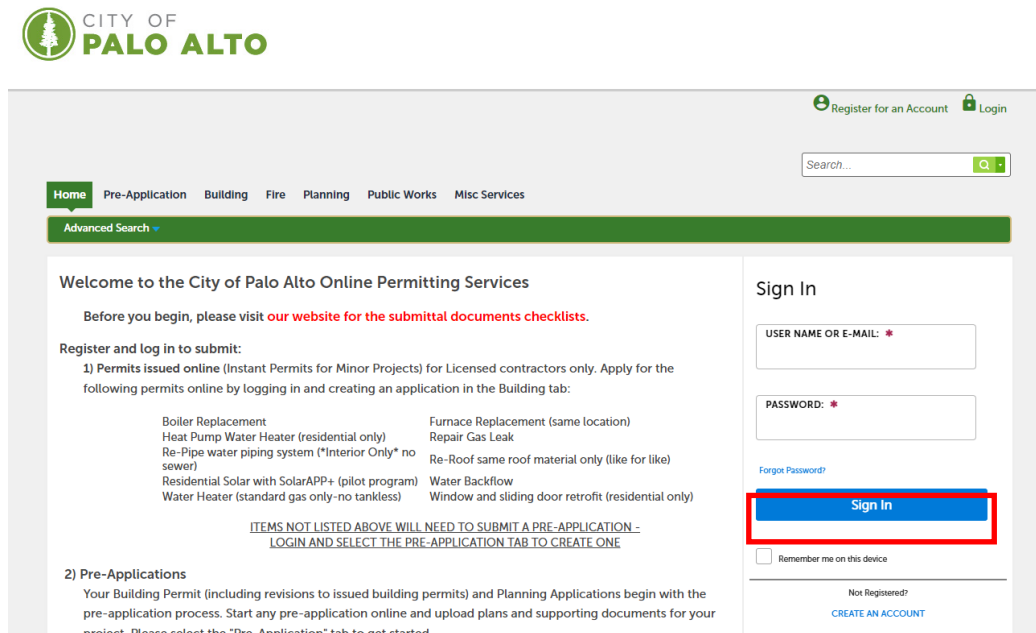 CITY OF
PALO ALTO
Register for an Account
Login
Search...
Home Pre-Application Building Fire Planning Public Works Misc Services
Advanced Search
Welcome to the City of Palo Alto Online Permitting Services
Before you begin, please visit our website for the submittal documents checklists.
Register and log in to submit:
1) Permits issued online (Instant Permits for Minor Projects) for Licensed contractors only. Apply for the
following permits online by logging in and creating an application in the Building tab:
Boiler Replacement Furnace Replacement (same location)
Heat Pump Water Heater (residential only) Repair Gas Leak
Re-Pipe water piping system (*Interior Only* no
sewer) Re-Roof same roof material only (like for like)
Residential Solar with SolarAPP+ (pilot program) Water Backflow
Water Heater (standard gas only-no tankless) Window and sliding door retrofit (residential only)
ITEMS NOT LISTED ABOVE WILL NEED TO SUBMIT A PRE-APPLICATION -
LOGIN AND SELECT THE PRE-APPLICATION TAB TO CREATE ONE
2) Pre-Applications
Your Building Permit (including revisions to issued building permits) and Planning Applications begin with the
pre-application process. Start any pre-application online and upload plans and supporting documents for your
project. Please select the "Pre-Application" tab to get started.
Sign In
USER NAME OR E-MAIL: *
PASSWORD: *
Forgot Password?
Sign In
Remember me on this device
Not Registered?
CREATE AN ACCOUNT